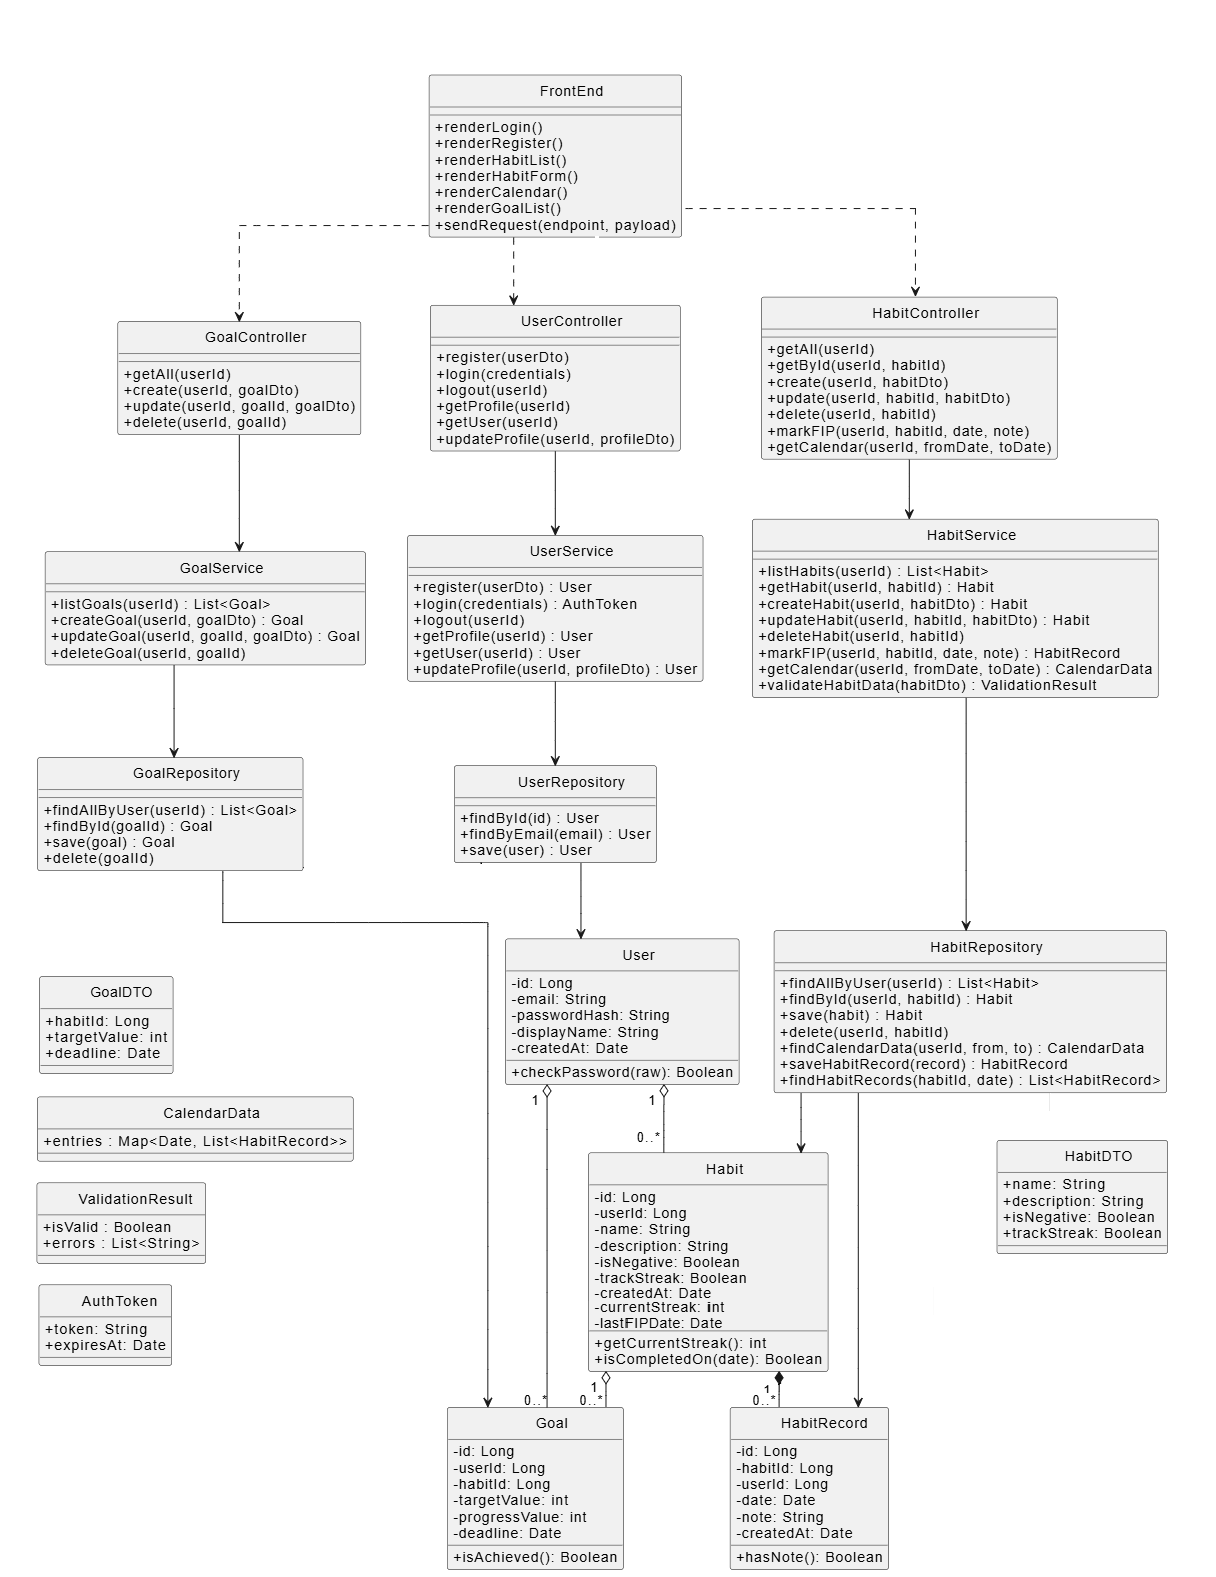 FrontEnd
+renderLogin()
+renderRegister()
+renderHabitList()
+renderHabitForm()
+renderCalendar()
+renderGoalList()
+sendRequest(endpoint, payload)
GoalController
+getAll(userId)
+create(userId, goalDto)
+update(userId, goalId, goalDto)
+delete(userId, goalId)
UserController
+register(userDto)
+login(credentials)
+logout(userId)
+getProfile(userId)
+getUser(userId)
+updateProfile(userId, profileDto)
HabitController
+getAll(userId)
+getById(userId, habitId)
+create(userId, habitDto)
+update(userId, habitId, habitDto)
+delete(userId, habitId)
+markFIP(userId, habitId, date, note)
+getCalendar(userId, fromDate, toDate)
GoalService
+listGoals(userId) : List<Goal>
+createGoal(userId, goalDto) : Goal
+updateGoal(userId, goalId, goalDto) : Goal
+deleteGoal(userId, goalId)
UserService
+register(userDto) : User
+login(credentials) : AuthToken
+logout(userId)
+getProfile(userId) : User
+getUser(userId) : User
+updateProfile(userId, profileDto) : User
HabitService
+listHabits(userId) : List<Habit>
+getHabit(userId, habitId) : Habit
+createHabit(userId, habitDto) : Habit
+updateHabit(userId, habitId, habitDto) : Habit
+deleteHabit(userId, habitId)
+markFIP(userId, habitId, date, note) : HabitRecord
+getCalendar(userId, fromDate, toDate) : CalendarData
+validateHabitData(habitDto) : ValidationResult
GoalRepository
+findAllByUser(userId) : List<Goal>
+findById(goalId) : Goal
+save(goal) : Goal
+delete(goalId)
UserRepository
+findById(id) : User
+findByEmail(email) : User
+save(user) : User
User
-id: Long
-email: String
-passwordHash: String
-displayName: String
-createdAt: Date
+checkPassword(raw): Boolean
HabitRepository
+findAllByUser(userId) : List<Habit>
+findById(userId, habitId) : Habit
+save(habit) : Habit
+delete(userId, habitId)
+findCalendarData(userId, from, to) : CalendarData
+saveHabitRecord(record) : HabitRecord
+findHabitRecords(habitId, date) : List<HabitRecord>
GoalDTO
+habitId: Long
+targetValue: int
+deadline: Date
CalendarData
+entries : Map<Date, List<HabitRecord>>
ValidationResult
+isValid : Boolean
+errors : List<String>
AuthToken
+token: String
+expiresAt: Date
1
1
0..*
Habit
-id: Long
-userId: Long
-name: String
-description: String
-isNegative: Boolean
-trackStreak: Boolean
-createdAt: Date
-currentStreak: int
-lastFIPDate: Date
+getCurrentStreak(): int
+isCompletedOn(date): Boolean
HabitDTO
+name: String
+description: String
+isNegative: Boolean
+trackStreak: Boolean
1
1
0..*
0..*
0..*
Goal
-id: Long
-userId: Long
-habitId: Long
-targetValue: int
-progressValue: int
-deadline: Date
+isAchieved(): Boolean
HabitRecord
-id: Long
-habitId: Long
-userId: Long
-date: Date
-note: String
-createdAt: Date
+hasNote(): Boolean